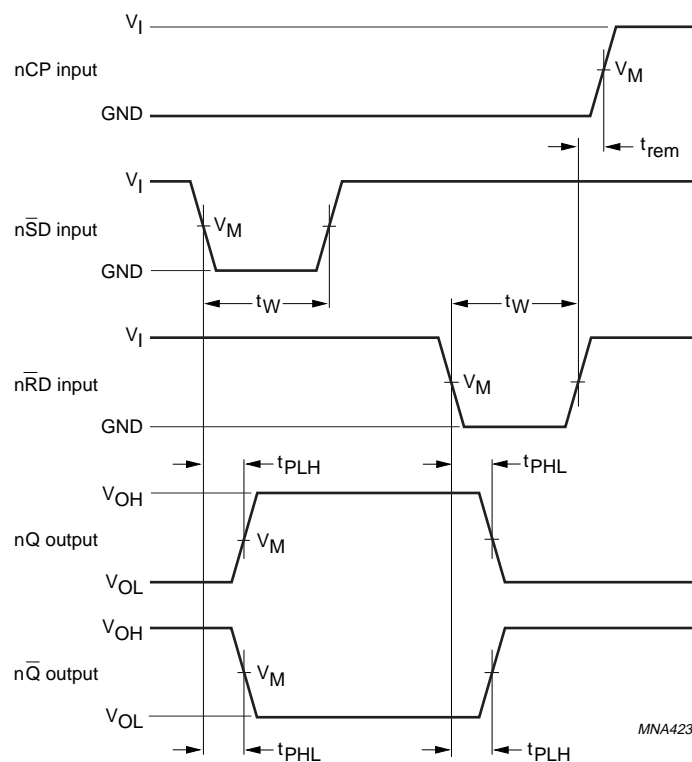 V_I
nCP input
V_M
GND
t_rem
V_I
nS̅D input
V_M
GND
t_W
t_W
V_I
nR̅D input
V_M
GND
t_PLH
t_PHL
V_OH
nQ output
V_M
V_OL
V_OH
nQ̅ output
V_M
V_OL
MNA423
t_PHL
t_PLH